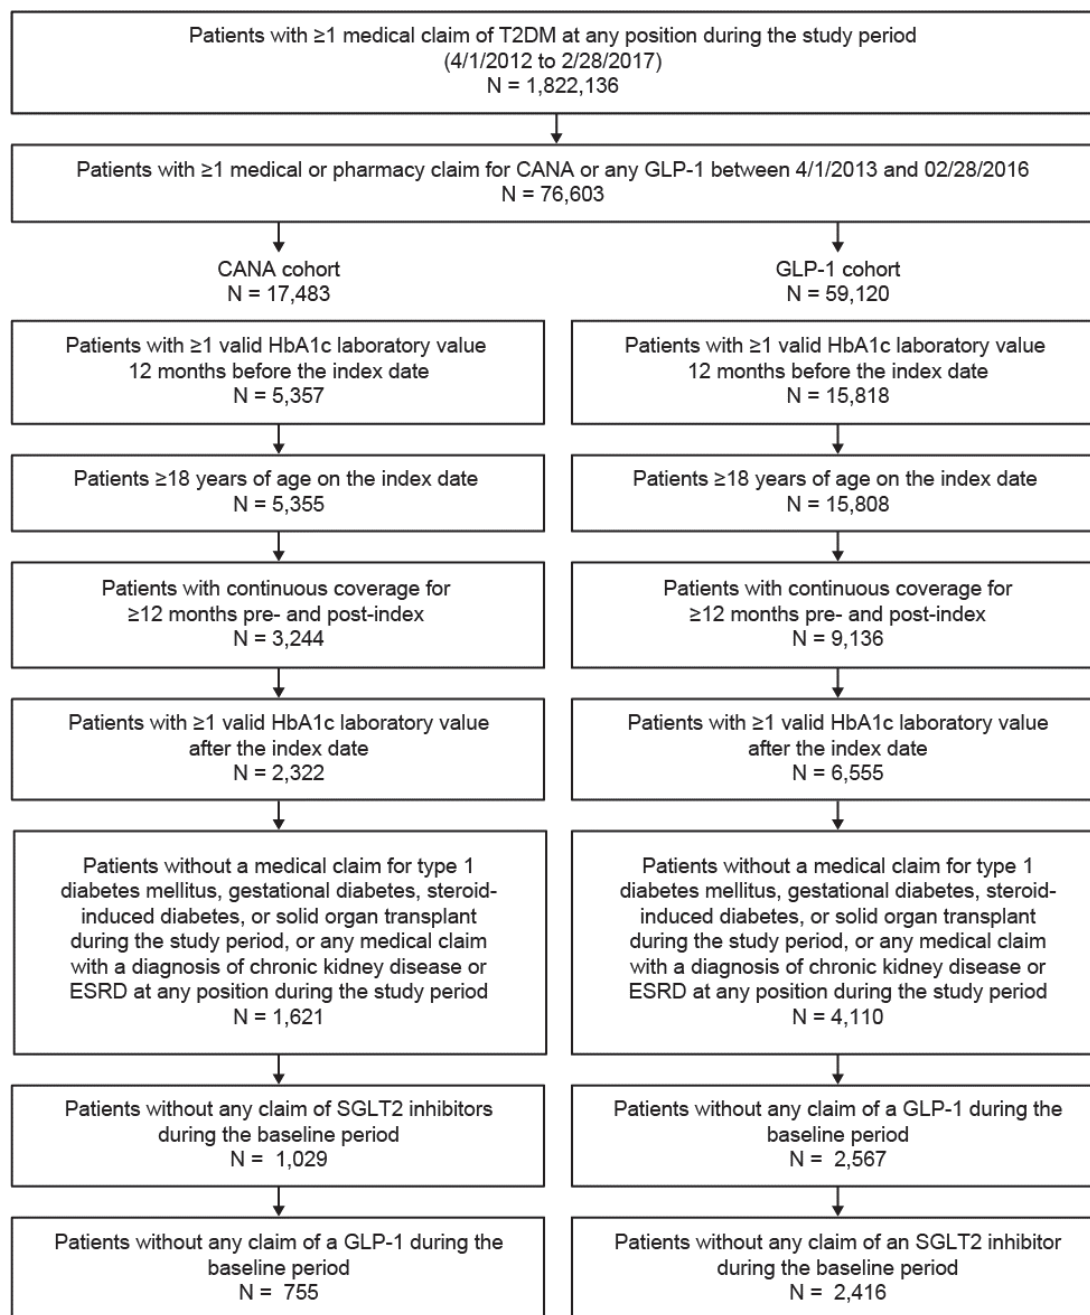 Patients with ≥1 medical claim of T2DM at any position during the study period
(4/1/2012 to 2/28/2017)
N = 1,822,136
Patients with ≥1 medical or pharmacy claim for CANA or any GLP-1 between 4/1/2013 and 02/28/2016
N = 76,603
CANA cohort
N = 17,483
GLP-1 cohort
N = 59,120
Patients with ≥1 valid HbA1c laboratory value
12 months before the index date
N = 5,357
Patients with ≥1 valid HbA1c laboratory value
12 months before the index date
N = 15,818
Patients ≥18 years of age on the index date
N = 5,355
Patients ≥18 years of age on the index date
N = 15,808
Patients with continuous coverage for
≥12 months pre- and post-index
N = 3,244
Patients with continuous coverage for
≥12 months pre- and post-index
N = 9,136
Patients with ≥1 valid HbA1c laboratory value
after the index date
N = 2,322
Patients with ≥1 valid HbA1c laboratory value
after the index date
N = 6,555
Patients without a medical claim for type 1
diabetes mellitus, gestational diabetes, steroid-
induced diabetes, or solid organ transplant
during the study period, or any medical claim
with a diagnosis of chronic kidney disease or
ESRD at any position during the study period
N = 1,621
Patients without a medical claim for type 1
diabetes mellitus, gestational diabetes, steroid-
induced diabetes, or solid organ transplant
during the study period, or any medical claim
with a diagnosis of chronic kidney disease or
ESRD at any position during the study period
N = 4,110
Patients without any claim of SGLT2 inhibitors
during the baseline period
N = 1,029
Patients without any claim of a GLP-1 during the
baseline period
N = 2,567
Patients without any claim of a GLP-1 during the
baseline period
N = 755
Patients without any claim of an SGLT2 inhibitor
during the baseline period
N = 2,416